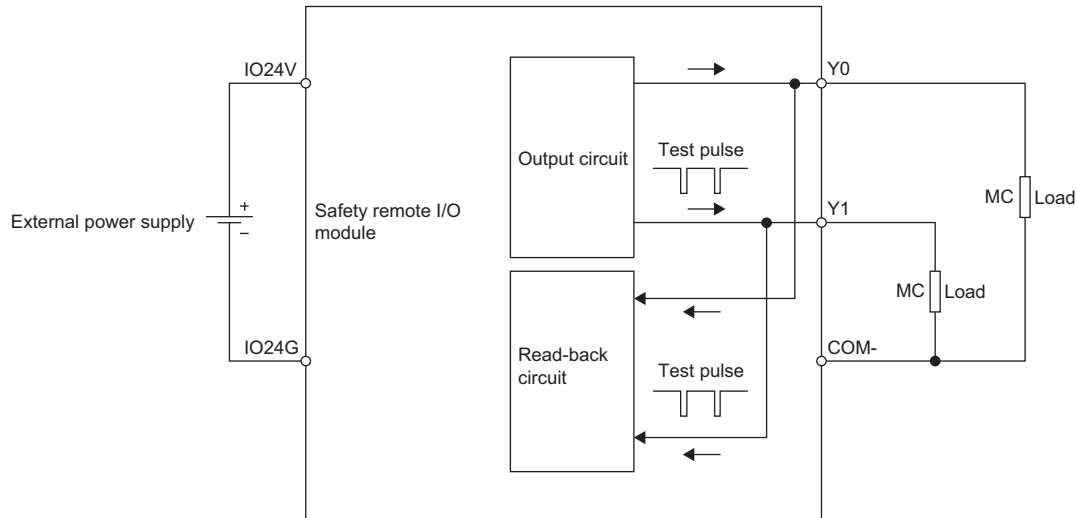 IO24V
Y0
Output circuit
Test pulse
MC Load
+
External power supply
−
Safety remote I/O
module
Y1
MC Load
IO24G
COM-
Read-back
circuit
Test pulse